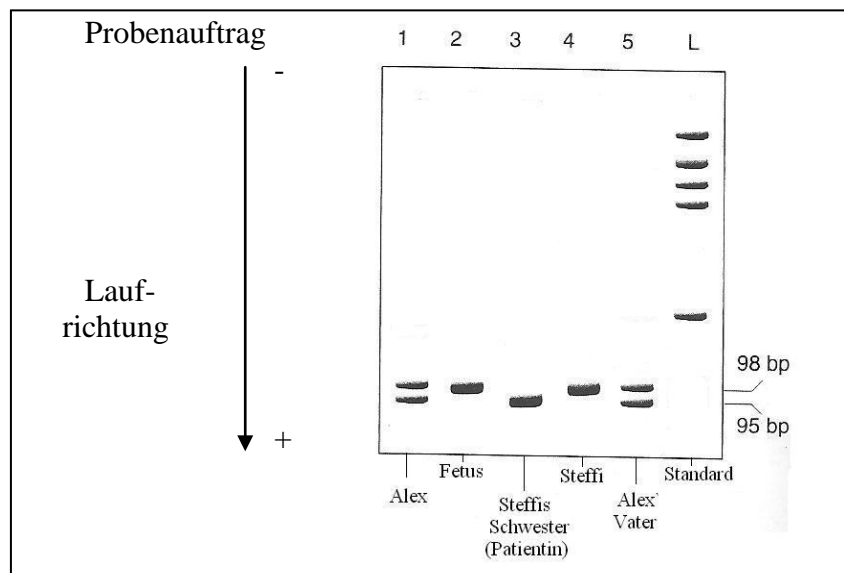 Probenauftrag
1 2 3 4 5 L
-
Lauf-
richtung
98 bp
95 bp
+
Alex
Fetus
Steffis
Schwester
(Patientin)
Steffi
Alex'
Vater
Standard